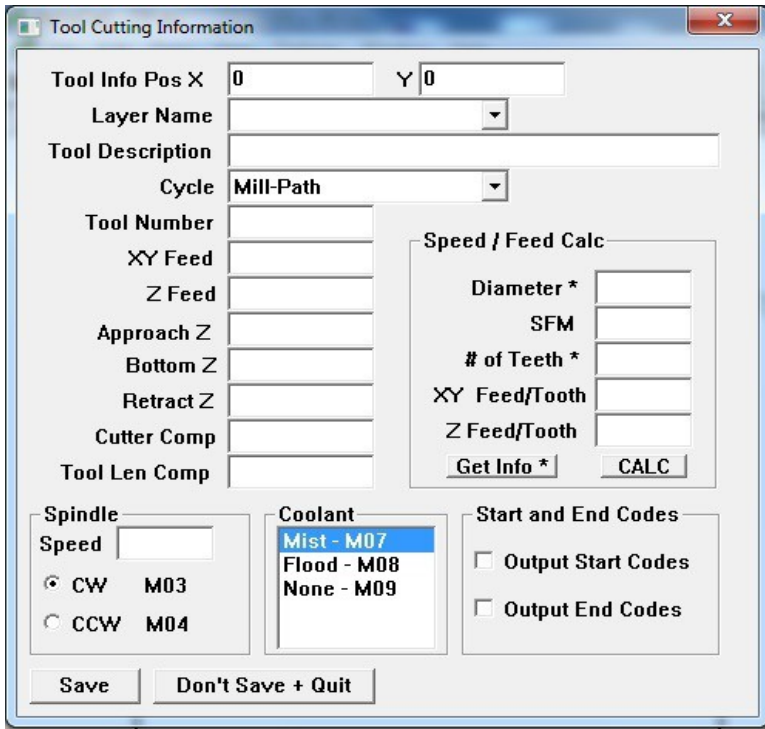 Tool Cutting Information
Tool Info Pos X 0 Y 0
Layer Name
Tool Description
Cycle Mill-Path
Tool Number
XY Feed
Z Feed
Approach Z
Bottom Z
Retract Z
Cutter Comp
Tool Len Comp
Speed / Feed Calc
Diameter *
SFM
# of Teeth *
XY Feed/Tooth
Z Feed/Tooth
Get Info * CALC
Spindle
Speed
CW M03
CCW M04
Coolant
Mist - M07
Flood - M08
None - M09
Start and End Codes
Output Start Codes
Output End Codes
Save Don't Save + Quit